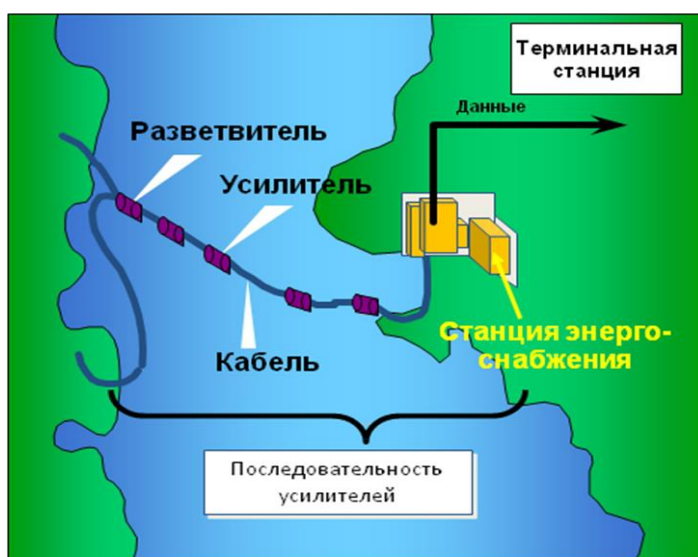 Терминальная
станция
Данные
Разветвитель
Усилитель
Станция энерго-
снабжения
Кабель
Последовательность
усилителей